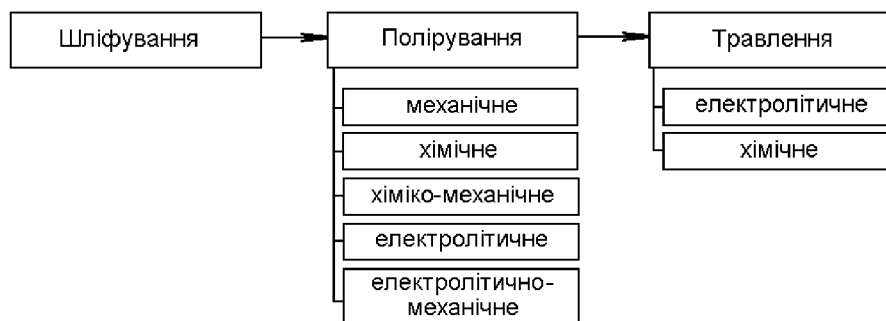 Шліфування
Полірування
Травлення
механічне
хімічне
хіміко-механічне
електролітичне
електролітично-
механічне
електролітичне
хімічне